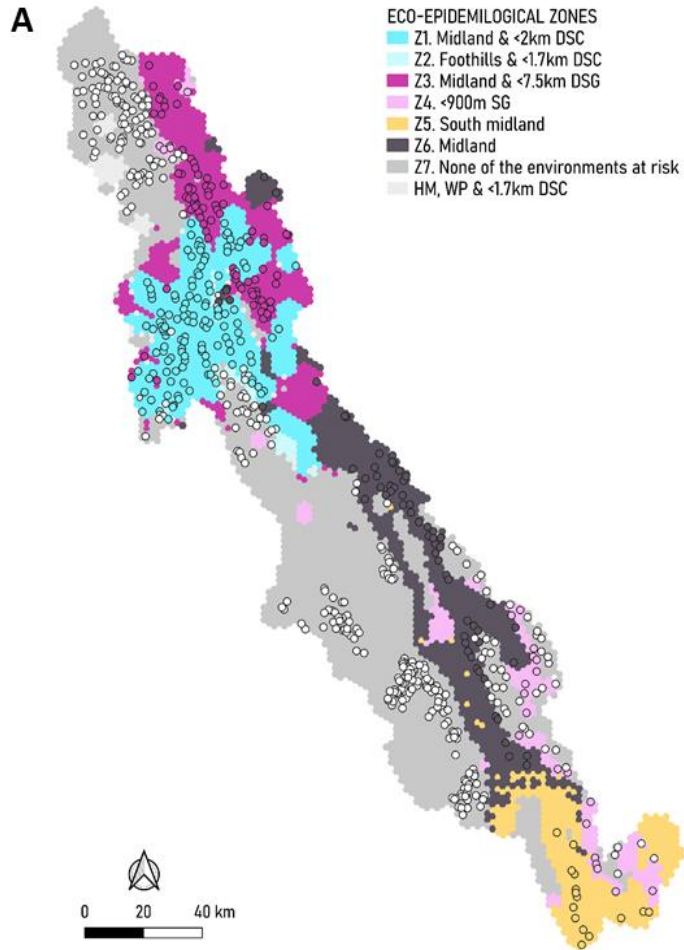 A
ECO-EPIDEMILOGICAL ZONES
Z1. Midland & <2km DSC
Z2. Foothills & <1.7km DSC
Z3. Midland & <7.5km DSG
Z4. <900m SG
Z5. South midland
Z6. Midland
Z7. None of the environments at risk
HM, WP & <1.7km DSC
0 20 40 km